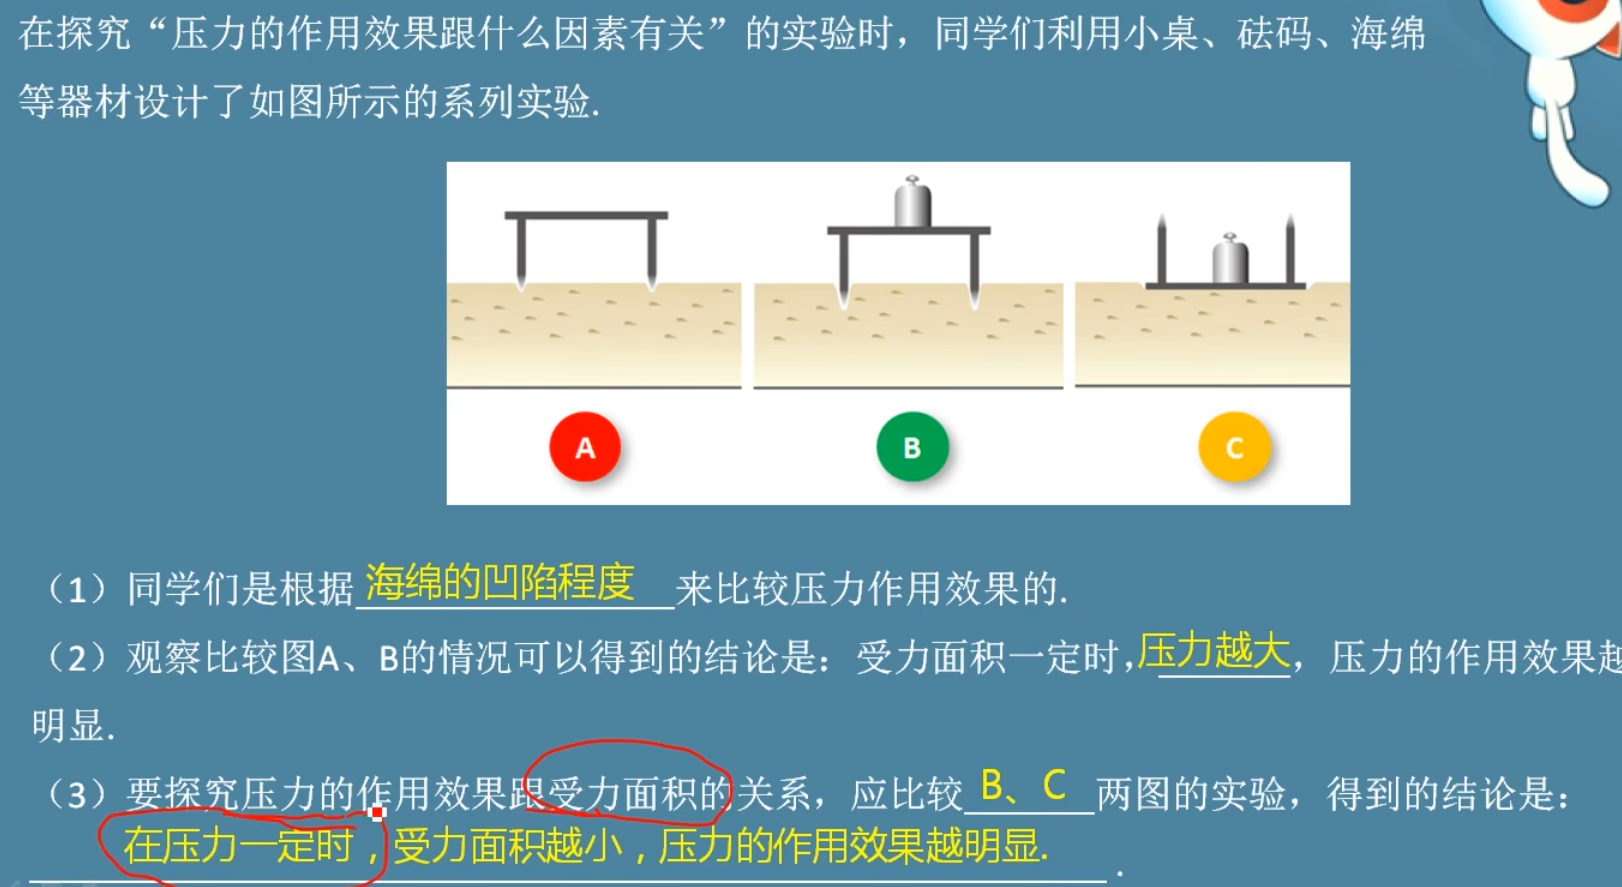 在探究“压力的作用效果跟什么因素有关”的实验时，同学们利用小桌、砝码、海绵
等器材设计了如图所示的系列实验.
A B C
（1）同学们是根据 海绵的凹陷程度 来比较压力作用效果的.
（2）观察比较图A、B的情况可以得到的结论是：受力面积一定时,压力越大，压力的作用效果越
明显.
（3）要探究压力的作用效果跟受力面积的关系，应比较 B、C 两图的实验，得到的结论是：
在压力一定时，受力面积越小，压力的作用效果越明显. .